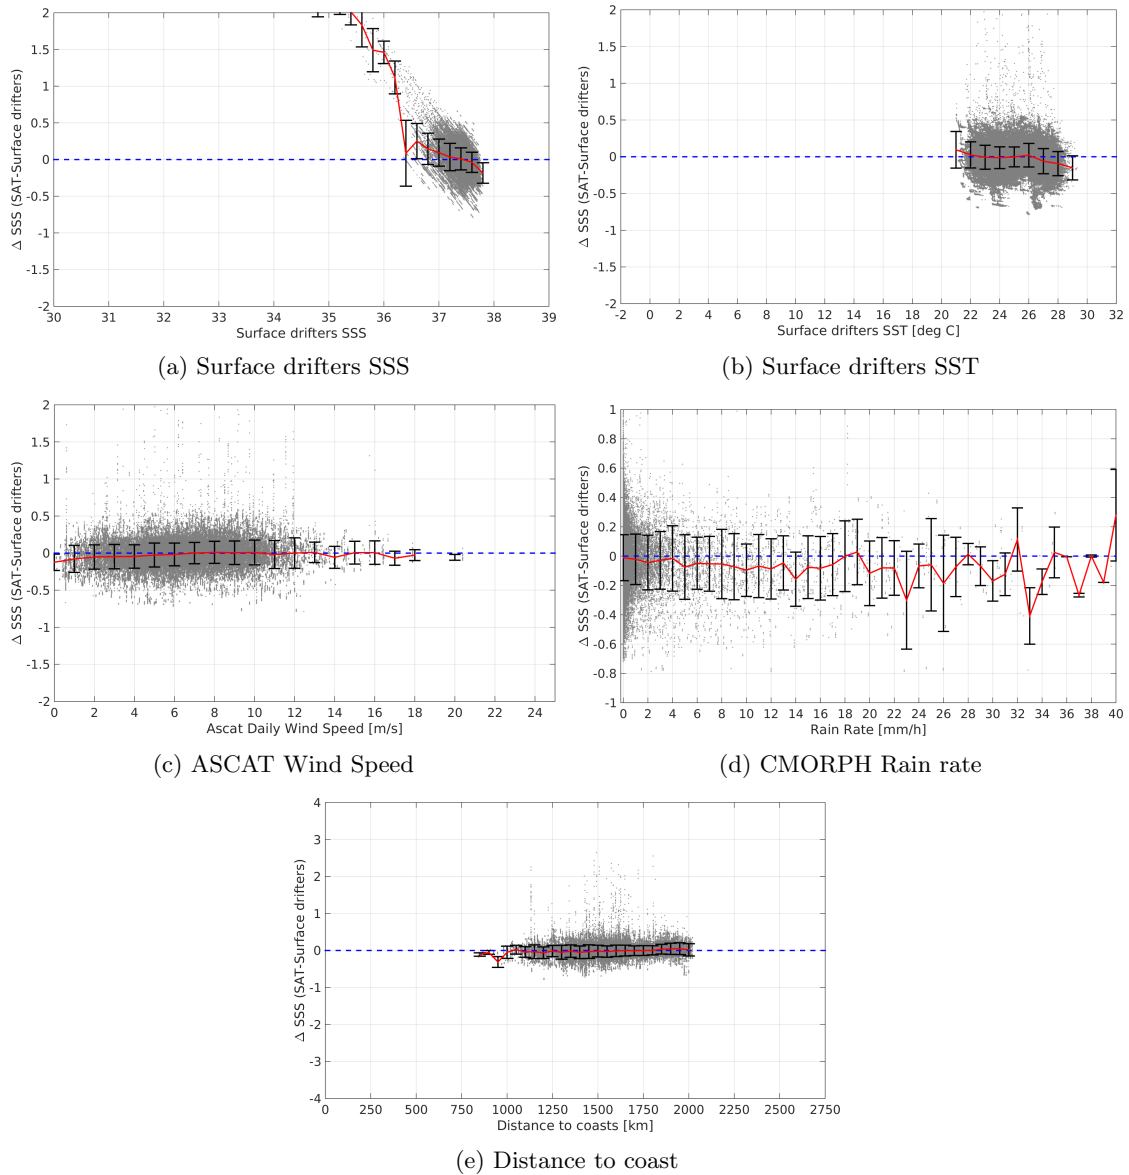 2
1.5
1
0.5
0
-0.5
-1
-1.5
-2
Δ SSS (SAT-Surface drifters)
30 31 32 33 34 35 36 37 38 39
Surface drifters SSS
(a) Surface drifters SSS
2
1.5
1
0.5
0
-0.5
-1
-1.5
-2
Δ SSS (SAT-Surface drifters)
-2 0 2 4 6 8 10 12 14 16 18 20 22 24 26 28 30 32
Surface drifters SST [deg C]
(b) Surface drifters SST
2
1.5
1
0.5
0
-0.5
-1
-1.5
-2
Δ SSS (SAT-Surface drifters)
0 2 4 6 8 10 12 14 16 18 20 22 24
Ascat Daily Wind Speed [m/s]
(c) ASCAT Wind Speed
1
0.8
0.6
0.4
0.2
0
-0.2
-0.4
-0.6
-0.8
-1
Δ SSS (SAT-Surface drifters)
0 2 4 6 8 10 12 14 16 18 20 22 24 26 28 30 32 34 36 38 40
Rain Rate [mm/h]
(d) CMORPH Rain rate
4
3
2
1
0
-1
-2
-3
-4
Δ SSS (SAT-Surface drifters)
0 250 500 750 1000 1250 1500 1750 2000 2250 2500 2750
Distance to coasts [km]
(e) Distance to coast